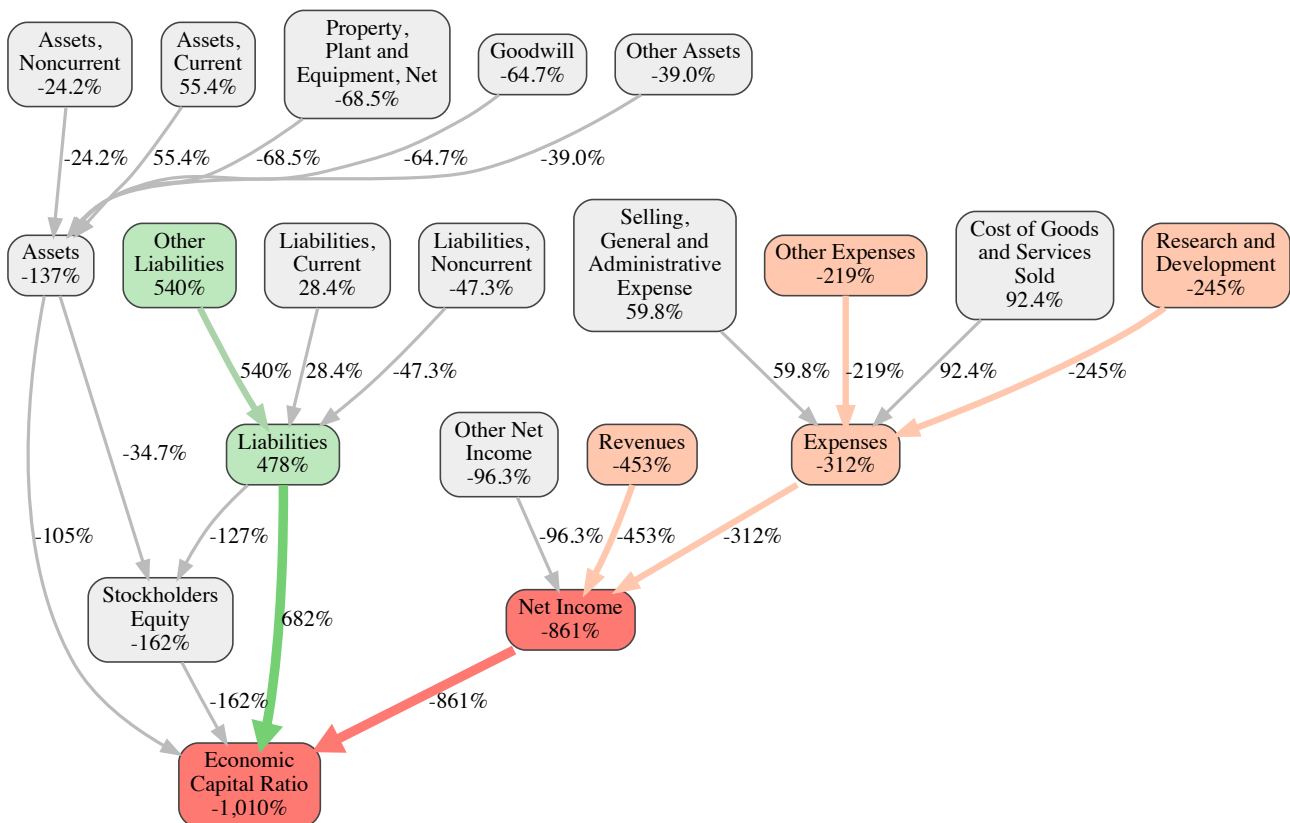 Assets,
Noncurrent
-24.2%
Assets,
Current
55.4%
Property,
Plant and
Equipment, Net
-68.5%
Goodwill
-64.7%
Other Assets
-39.0%
-24.2%
55.4%
-68.5%
-64.7%
-39.0%
Assets
-137%
Other
Liabilities
540%
Liabilities,
Current
28.4%
Liabilities,
Noncurrent
-47.3%
Selling,
General and
Administrative
Expense
59.8%
Other Expenses
-219%
Cost of Goods
and Services
Sold
92.4%
Research and
Development
-245%
540%
28.4%
-47.3%
59.8%
-219%
92.4%
-245%
-34.7%
Liabilities
478%
Other Net
Income
-96.3%
Revenues
-453%
Expenses
-312%
-105%
-127%
-96.3%
-453%
-312%
Stockholders
Equity
-162%
682%
Net Income
-861%
-162%
-861%
Economic
Capital Ratio
-1,010%